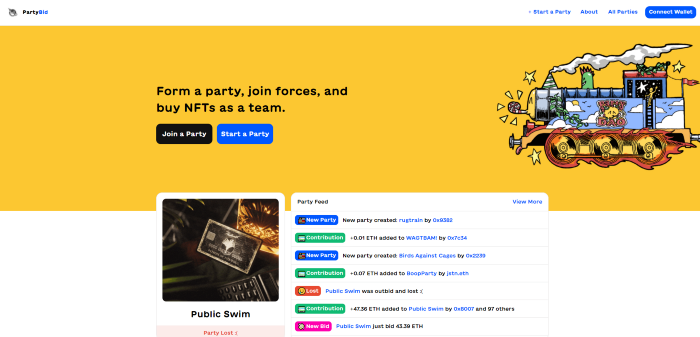 PartyBid
+ Start a Party
About
All Parties
Connect Wallet
Form a party, join forces, and
buy NFTs as a team.
Join a Party
Start a Party
Public Swim
Party Lost :(
Party Feed
View More
New Party New party created: rugtrain by 0x9382
Contribution +0.01 ETH added to WAGTBAM! by 0x7c34
New Party New party created: Birds Against Cages by 0x2239
Contribution +0.07 ETH added to BoopParty by jstn.eth
Lost Public Swim was outbid and lost :(
Contribution +47.36 ETH added to Public Swim by 0x8007 and 97 others
New Bid Public Swim just bid 43.39 ETH